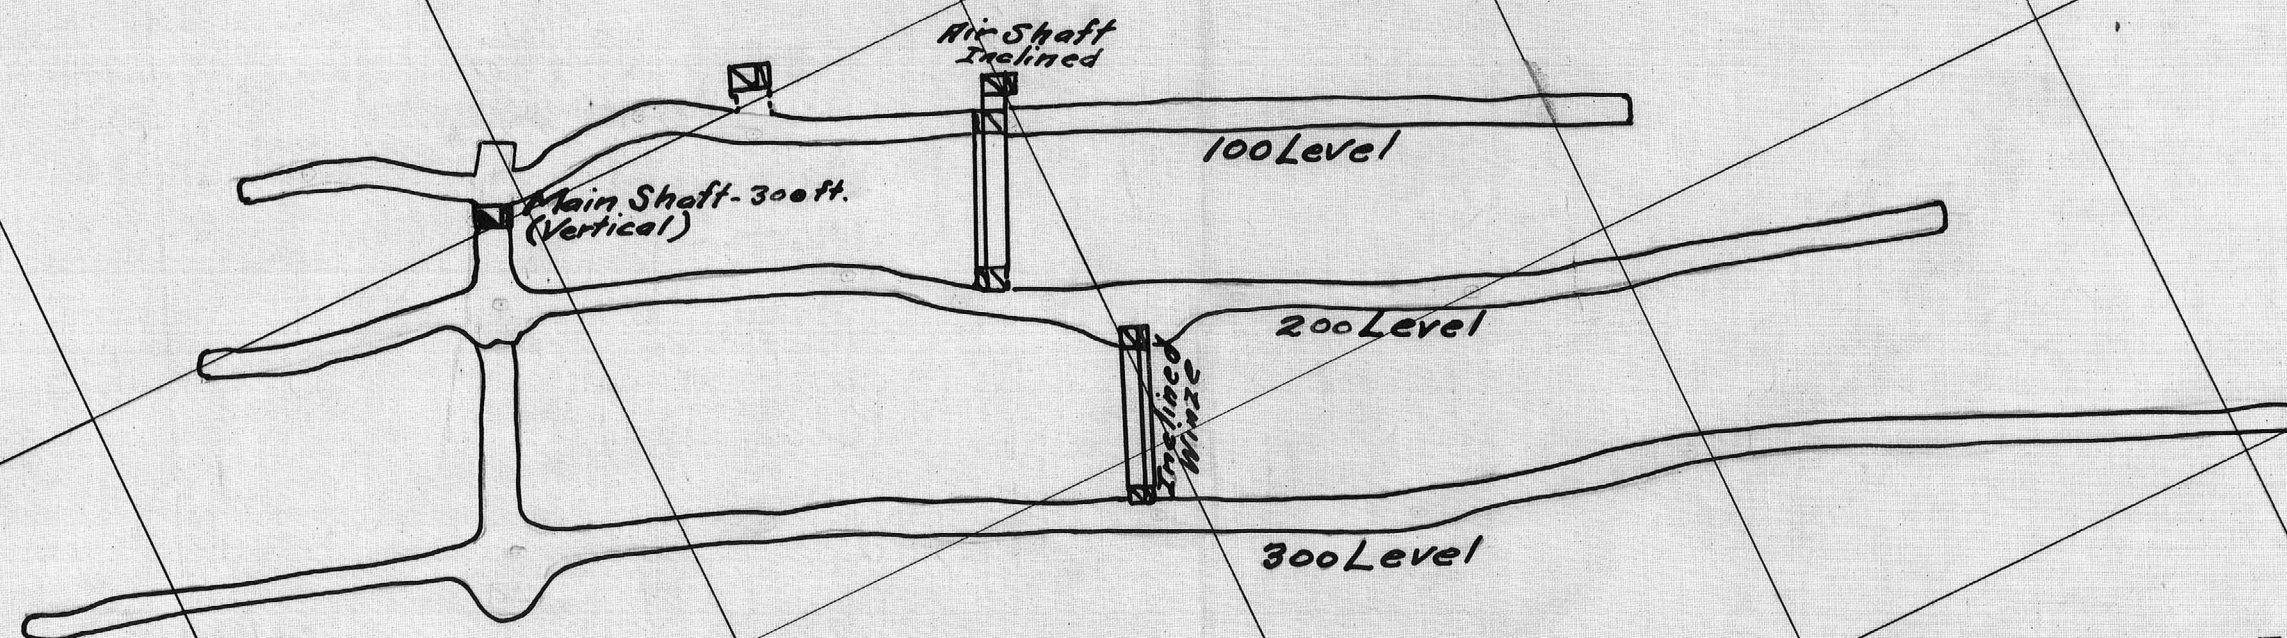 Air Shaft
Inclined
100 Level
Main Shaft - 300 ft.
(Vertical)
200 Level
Inclined
Winze
300 Level